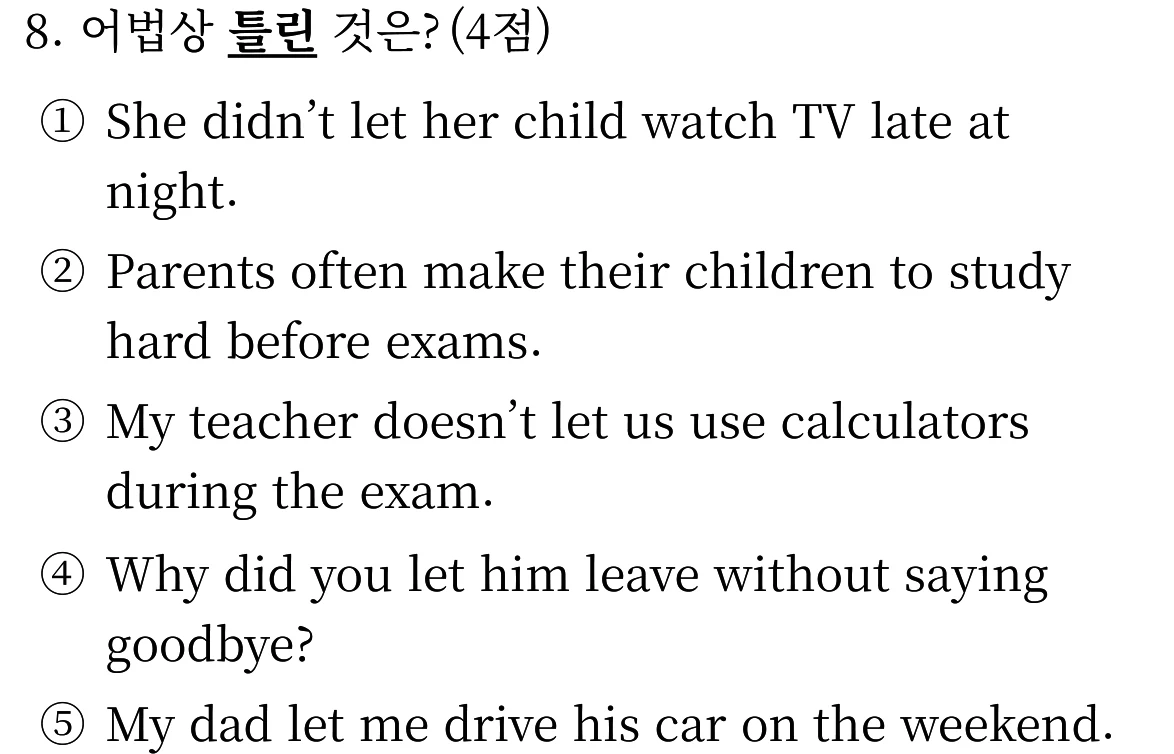 8. 어법상 틀린 것은? (4점)
① She didn’t let her child watch TV late at
night.
② Parents often make their children to study
hard before exams.
③ My teacher doesn’t let us use calculators
during the exam.
④ Why did you let him leave without saying
goodbye?
⑤ My dad let me drive his car on the weekend.